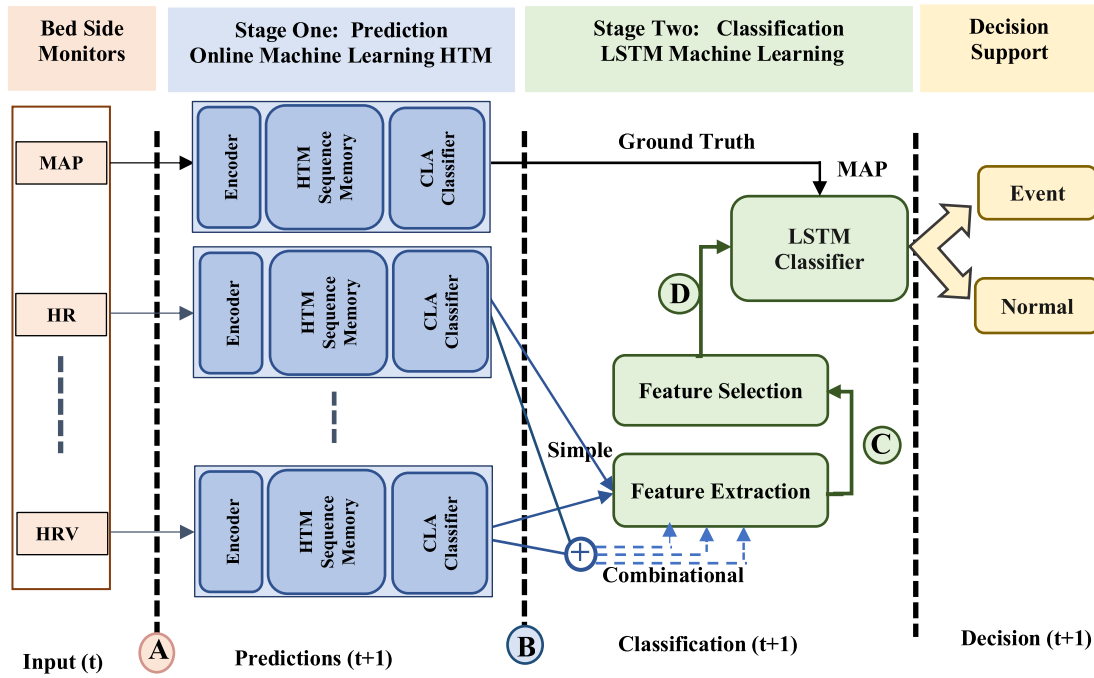 Bed Side
Monitors
Stage One:  Prediction
Online Machine Learning HTM
Stage Two:  Classification
LSTM Machine Learning
Decision
Support
MAP
Encoder
HTM
Sequence
Memory
CLA
Classifier
Ground Truth
MAP
LSTM
Classifier
Event
Normal
HR
Encoder
HTM
Sequence
Memory
CLA
Classifier
D
Feature Selection
C
Simple
Feature Extraction
HRV
Encoder
HTM
Sequence
Memory
CLA
Classifier
+
Combinational
A
B
Input (t)
Predictions (t+1)
Classification (t+1)
Decision (t+1)